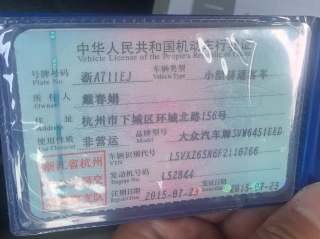 中华人民共和国机动车行驶证
Vehicle License of the People's Republic of China
号牌号码 Plate No. 浙A711EJ 车辆类型 Vehicle Type 小型普通客车
所有人 Owner 戴春娟
住址 杭州市下城区环城北路156号
使用性质 Use Character 非营运 品牌型号 Model 大众汽车牌SVW6451EED
浙江省杭州 车辆识别代号 VIN
发动机号码 Engine No. LSZ844
注册日期 Register Date 2015-07-23 发证日期 2015-07-23